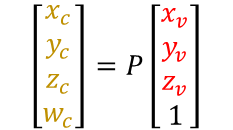 [x_c y_c z_c w_c] = P [x_v y_v z_v 1]